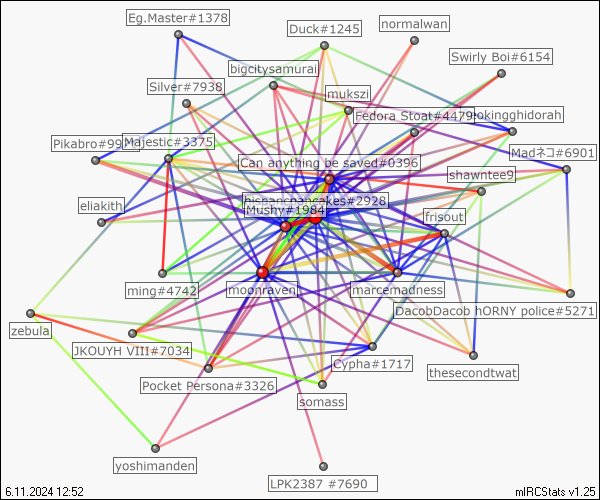 Eg.Master#1378
Duck#1245
normalwan
Swirly Boi#6154
bigcitysamurai
Silver#7938
mukszi
Fedora Stoat#4479
hokingghidorah
Pikabro#99
Majestic#3375
Madネコ#6901
Can anything be saved#0396
shawntee9
hispanicpancakes#2928
Mushy#1984
eliakith
frisout
ming#4742
moonraven
marcemadness
DacobDacob hORNY police#5271
zebula
JKOUYH VIII#7034
Cypha#1717
thesecondtwat
Pocket Persona#3326
somass
yoshimanden
LPK2387 #7690
6.11.2024 12:52
mIRCStats v1.25